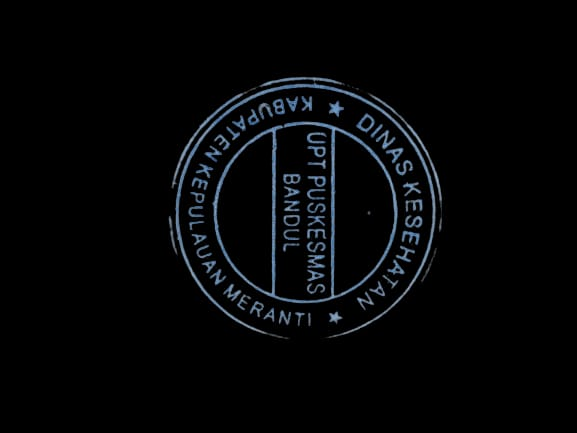 DINAS KESEHATAN
UPT PUSKESMAS
BANDUL
KABUPATEN KEPULAUAN MERANTI